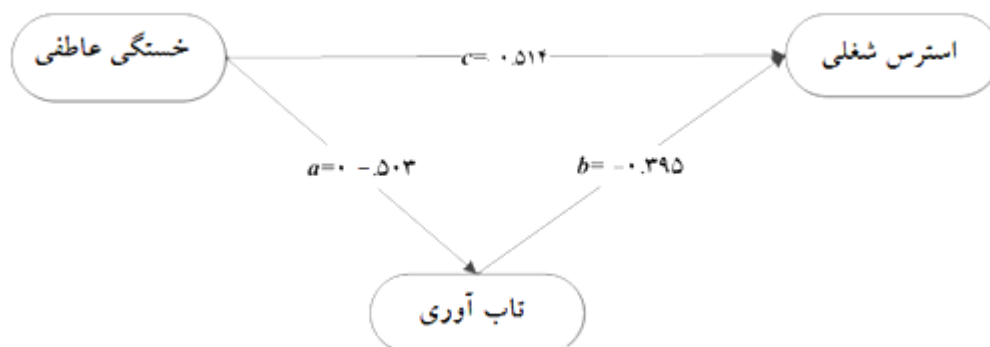 خستگی عاطفی
استرس شغلی
c=۰.۵۱۴
a=۰ -.۵۰۳
b= -۰.۳۹۵
تاب آوری